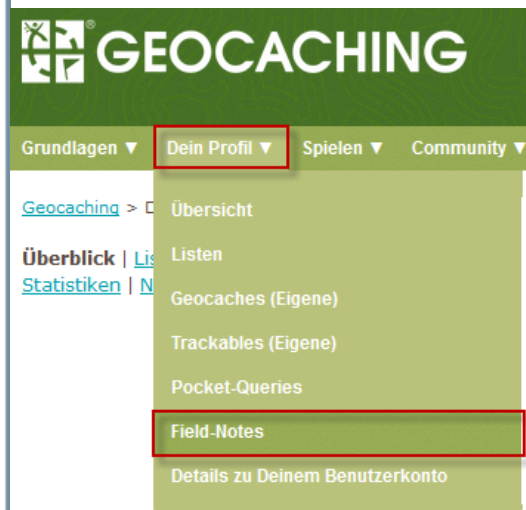 ® GEOCACHING
Grundlagen ▼ Dein Profil ▼ Spielen ▼ Community ▼
Geocaching >
Überblick |
Statistiken |
Übersicht
Listen
Geocaches (Eigene)
Trackables (Eigene)
Pocket-Queries
Field-Notes
Details zu Deinem Benutzerkonto